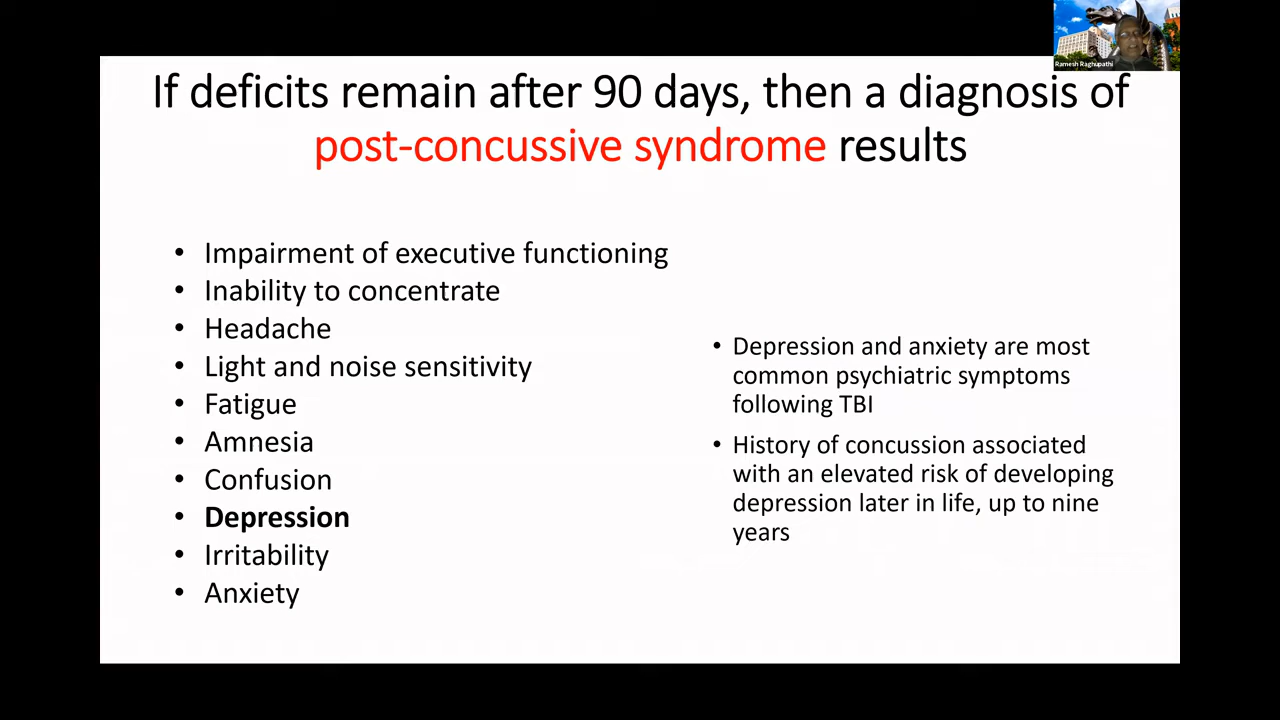 Ramesh Raghupathi
If deficits remain after 90 days, then a diagnosis of
post-concussive syndrome results
• Impairment of executive functioning
• Inability to concentrate
• Headache
• Light and noise sensitivity
• Fatigue
• Amnesia
• Confusion
• Depression
• Irritability
• Anxiety
• Depression and anxiety are most
common psychiatric symptoms
following TBI
• History of concussion associated
with an elevated risk of developing
depression later in life, up to nine
years